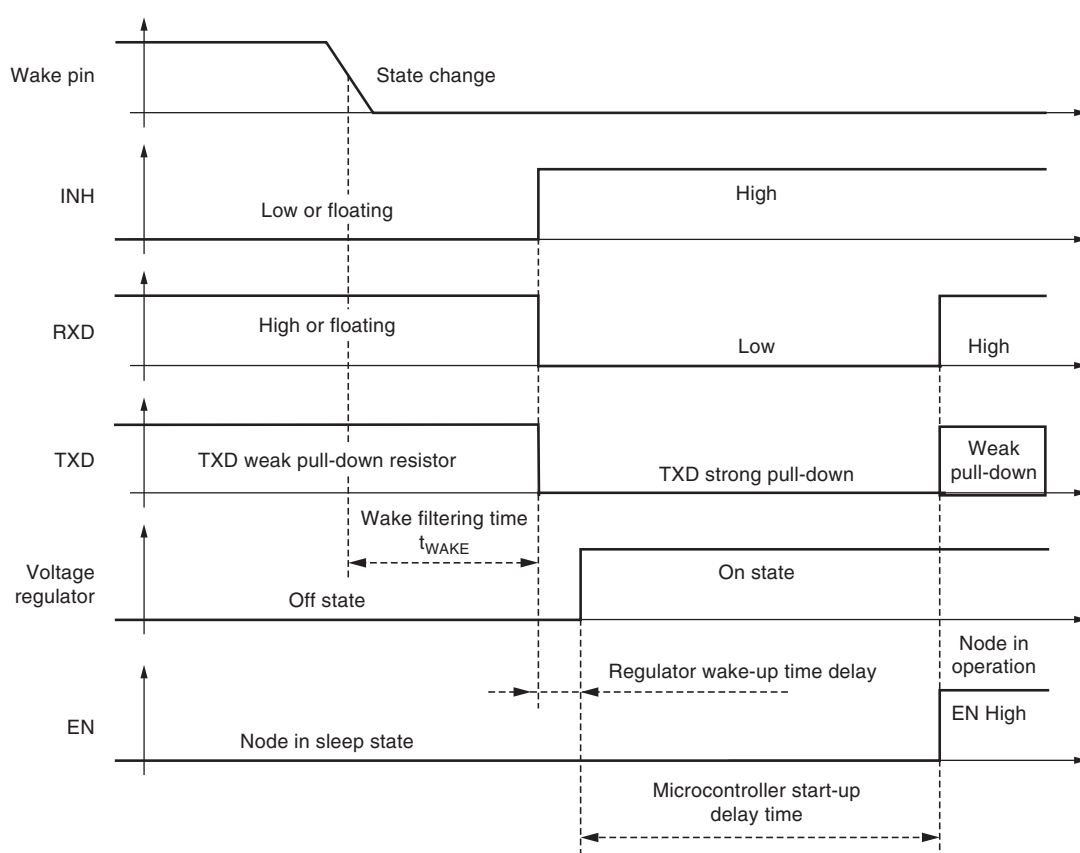 Wake pin
State change
INH
Low or floating
High
RXD
High or floating
Low
High
TXD
TXD weak pull-down resistor
TXD strong pull-down
Weak
pull-down
Wake filtering time
tWAKE
Voltage
regulator
Off state
On state
Regulator wake-up time delay
Node in
operation
EN
Node in sleep state
EN High
Microcontroller start-up
delay time